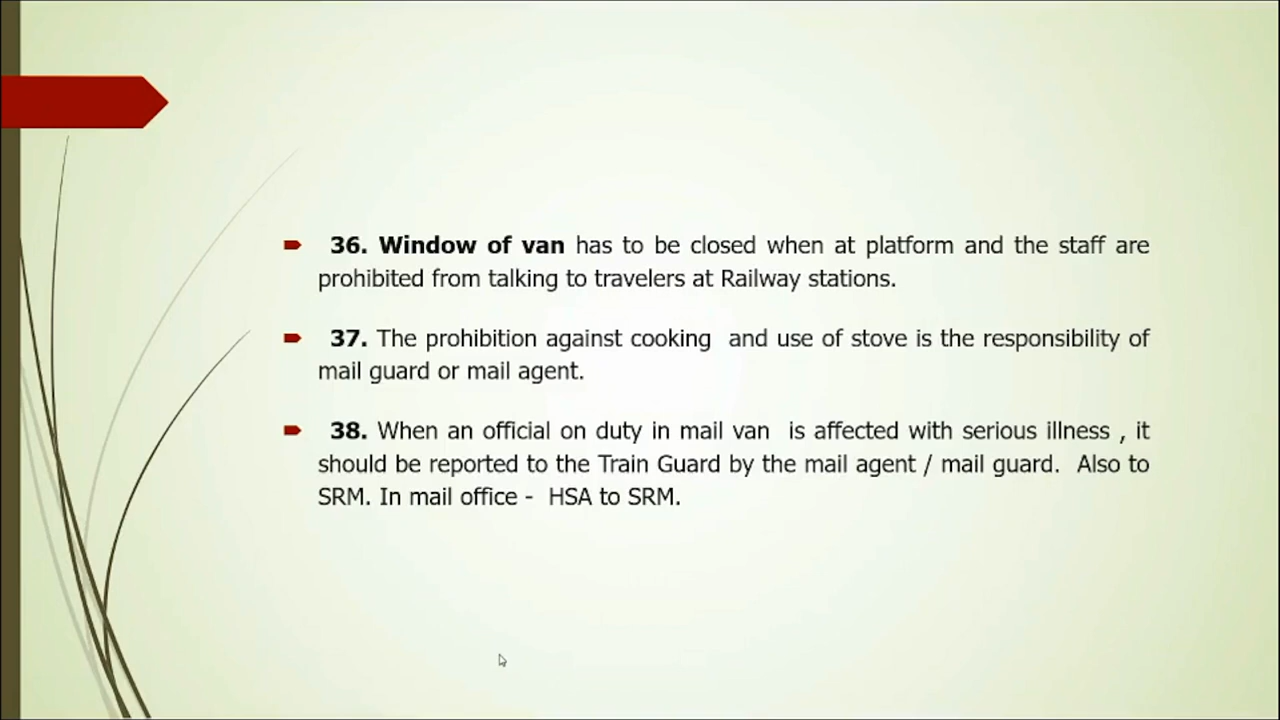 36. Window of van has to be closed when at platform and the staff are
prohibited from talking to travelers at Railway stations.
37. The prohibition against cooking and use of stove is the responsibility of
mail guard or mail agent.
38. When an official on duty in mail van is affected with serious illness , it
should be reported to the Train Guard by the mail agent / mail guard. Also to
SRM. In mail office - HSA to SRM.